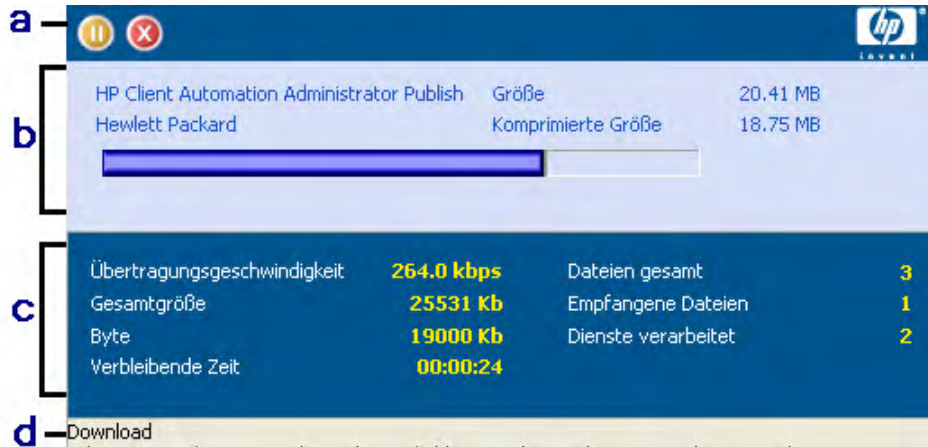 a
hp
invent
b
HP Client Automation Administrator Publish Größe 20.41 MB
Hewlett Packard Komprimierte Größe 18.75 MB
c
Übertragungsgeschwindigkeit 264.0 kbps Dateien gesamt 3
Gesamtgröße 25531 Kb Empfangene Dateien 1
Byte 19000 Kb Dienste verarbeitet 2
Verbleibende Zeit 00:00:24
d
Download